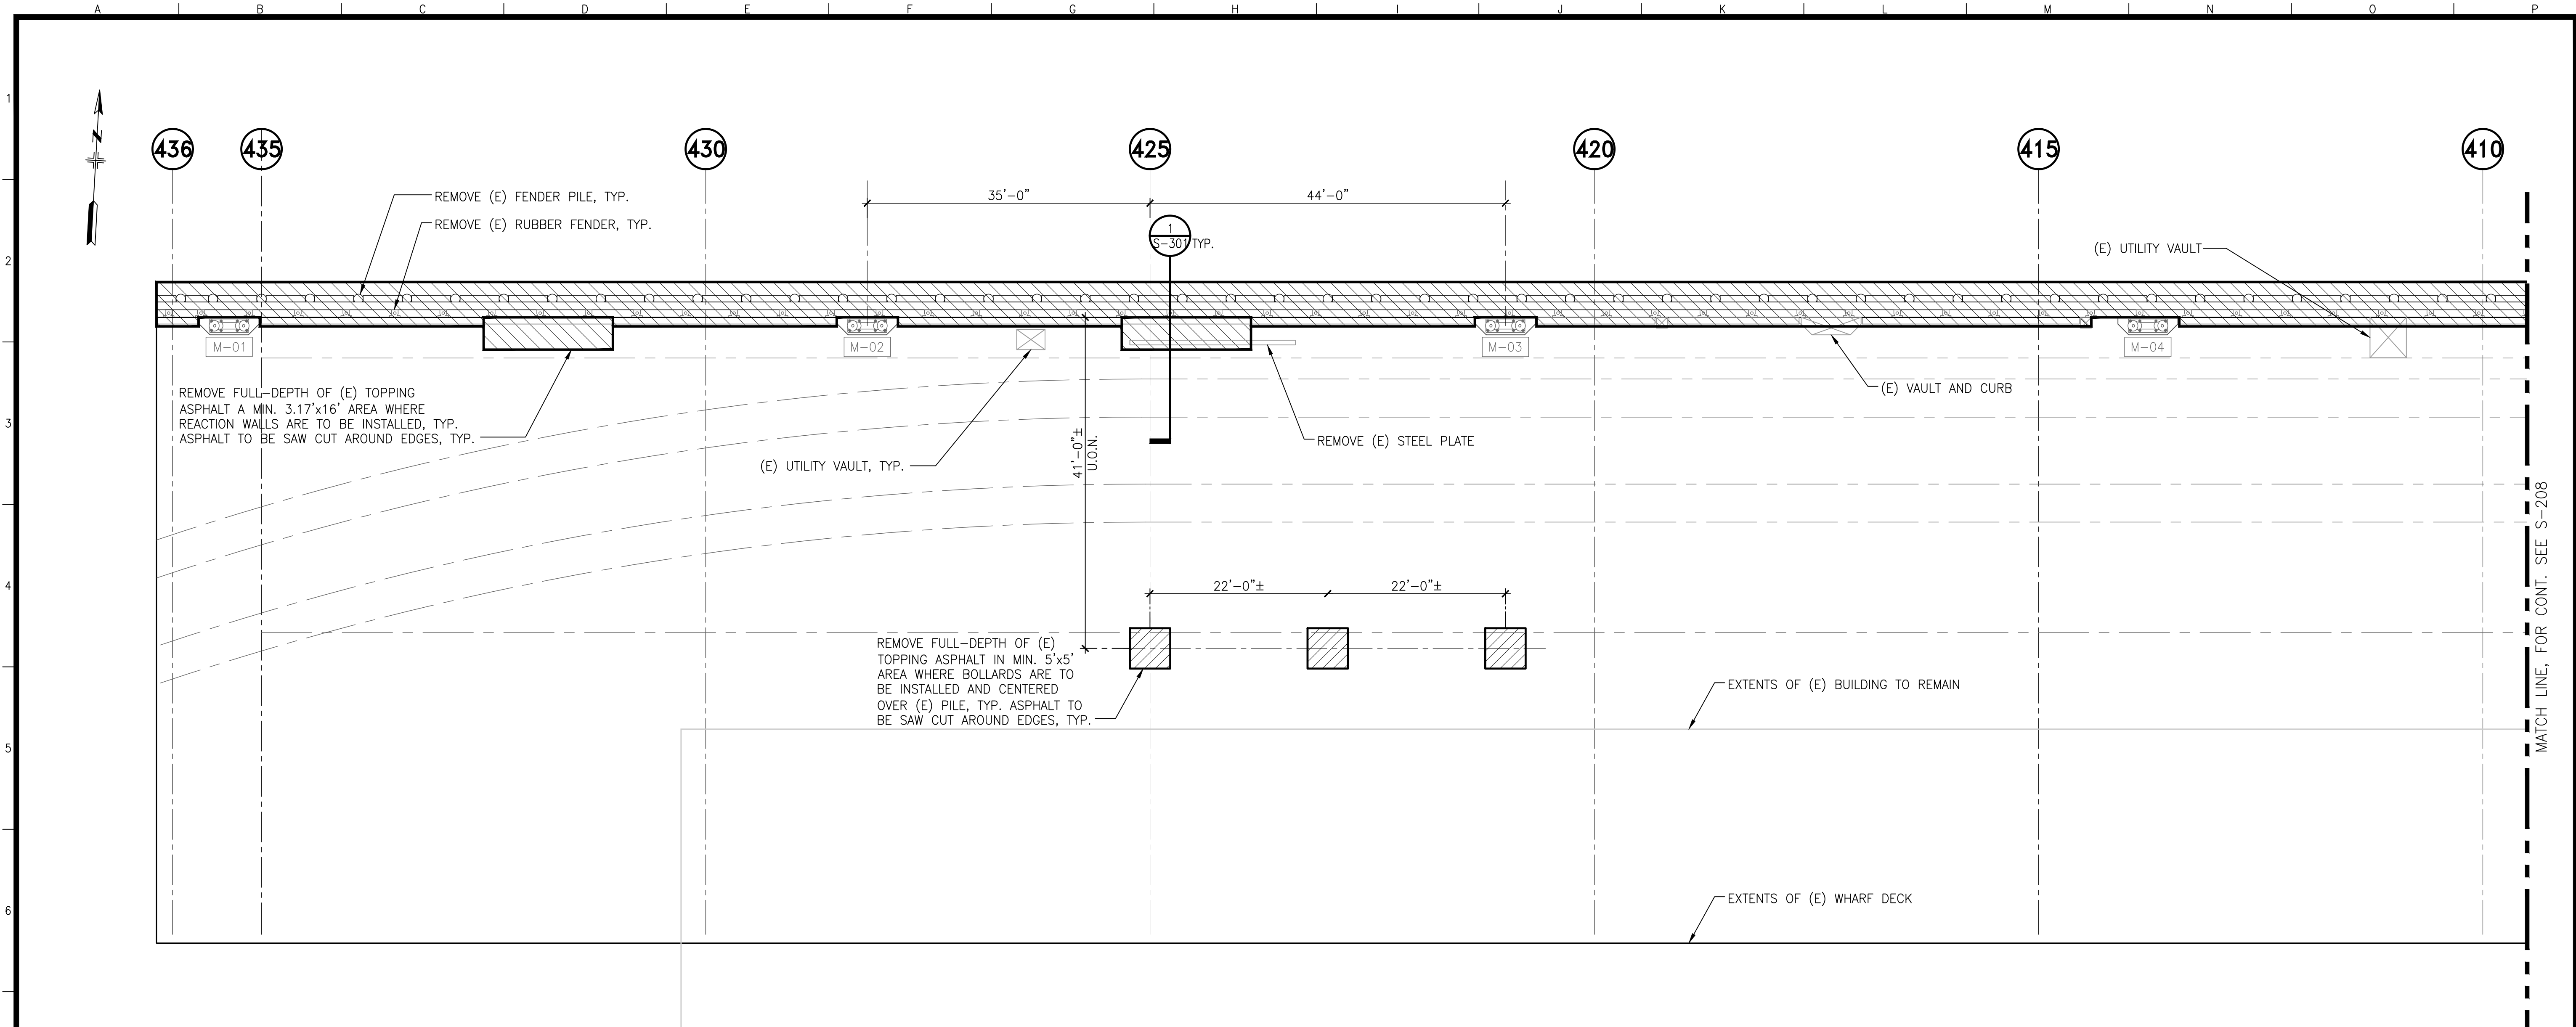 A B C D E F G H I J K L M N O P
1
2
3
4
5
6
N
436 435 430 425 420 415 410
REMOVE (E) FENDER PILE, TYP.
REMOVE (E) RUBBER FENDER, TYP.
35'-0" 44'-0"
1
S-301 TYP.
(E) UTILITY VAULT
M-01 M-02 M-03 M-04
REMOVE FULL-DEPTH OF (E) TOPPING
ASPHALT A MIN. 3.17'x16' AREA WHERE
REACTION WALLS ARE TO BE INSTALLED, TYP.
ASPHALT TO BE SAW CUT AROUND EDGES, TYP.
(E) VAULT AND CURB
REMOVE (E) STEEL PLATE
(E) UTILITY VAULT, TYP.
41'-0"±
U.O.N.
22'-0"± 22'-0"±
REMOVE FULL-DEPTH OF (E)
TOPPING ASPHALT IN MIN. 5'x5'
AREA WHERE BOLLARDS ARE TO
BE INSTALLED AND CENTERED
OVER (E) PILE, TYP. ASPHALT TO
BE SAW CUT AROUND EDGES, TYP.
EXTENTS OF (E) BUILDING TO REMAIN
EXTENTS OF (E) WHARF DECK
MATCH LINE, FOR CONT. SEE S-208